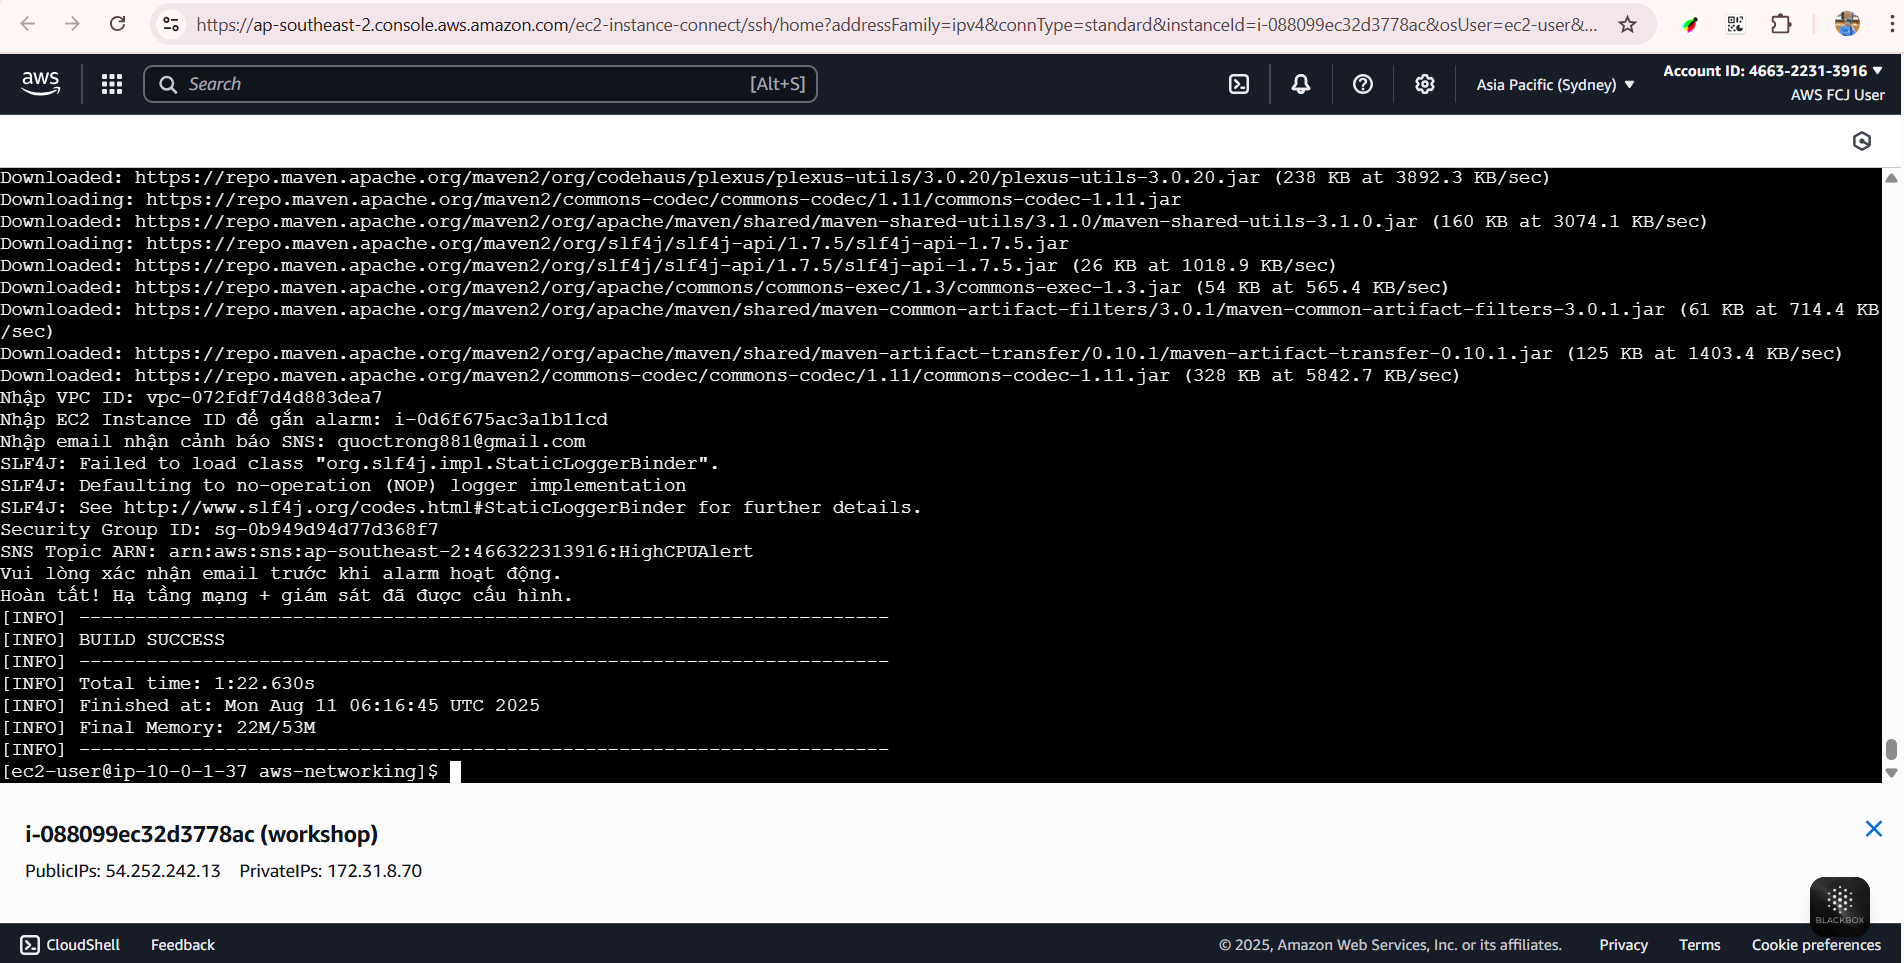 https://ap-southeast-2.console.aws.amazon.com/ec2-instance-connect/ssh/home?addressFamily=ipv4&connType=standard&instanceId=i-088099ec32d3778ac&osUser=ec2-user&...
aws
Search [Alt+S]
Asia Pacific (Sydney)
Account ID: 4663-2231-3916
AWS FCJ User
Downloaded: https://repo.maven.apache.org/maven2/org/codehaus/plexus/plexus-utils/3.0.20/plexus-utils-3.0.20.jar (238 KB at 3892.3 KB/sec)
Downloading: https://repo.maven.apache.org/maven2/commons-codec/commons-codec/1.11/commons-codec-1.11.jar
Downloaded: https://repo.maven.apache.org/maven2/org/apache/maven/shared/maven-shared-utils/3.1.0/maven-shared-utils-3.1.0.jar (160 KB at 3074.1 KB/sec)
Downloading: https://repo.maven.apache.org/maven2/org/slf4j/slf4j-api/1.7.5/slf4j-api-1.7.5.jar
Downloaded: https://repo.maven.apache.org/maven2/org/slf4j/slf4j-api/1.7.5/slf4j-api-1.7.5.jar (26 KB at 1018.9 KB/sec)
Downloaded: https://repo.maven.apache.org/maven2/org/apache/commons/commons-exec/1.3/commons-exec-1.3.jar (54 KB at 565.4 KB/sec)
Downloaded: https://repo.maven.apache.org/maven2/org/apache/maven/shared/maven-common-artifact-filters/3.0.1/maven-common-artifact-filters-3.0.1.jar (61 KB at 714.4 KB
/sec)
Downloaded: https://repo.maven.apache.org/maven2/org/apache/maven/shared/maven-artifact-transfer/0.10.1/maven-artifact-transfer-0.10.1.jar (125 KB at 1403.4 KB/sec)
Downloaded: https://repo.maven.apache.org/maven2/commons-codec/commons-codec/1.11/commons-codec-1.11.jar (328 KB at 5842.7 KB/sec)
Nhập VPC ID: vpc-072fdf7d4d883dea7
Nhập EC2 Instance ID để gắn alarm: i-0d6f675ac3a1b11cd
Nhập email nhận cảnh báo SNS: quoctrong881@gmail.com
SLF4J: Failed to load class "org.slf4j.impl.StaticLoggerBinder".
SLF4J: Defaulting to no-operation (NOP) logger implementation
SLF4J: See http://www.slf4j.org/codes.html#StaticLoggerBinder for further details.
Security Group ID: sg-0b949d94d77d368f7
SNS Topic ARN: arn:aws:sns:ap-southeast-2:466322313916:HighCPUAlert
Vui lòng xác nhận email trước khi alarm hoạt động.
Hoàn tất! Hạ tầng mạng + giám sát đã được cấu hình.
[INFO] ------------------------------------------------------------------------
[INFO] BUILD SUCCESS
[INFO] ------------------------------------------------------------------------
[INFO] Total time: 1:22.630s
[INFO] Finished at: Mon Aug 11 06:16:45 UTC 2025
[INFO] Final Memory: 22M/53M
[INFO] ------------------------------------------------------------------------
[ec2-user@ip-10-0-1-37 aws-networking]$
i-088099ec32d3778ac (workshop)
PublicIPs: 54.252.242.13 PrivateIPs: 172.31.8.70
BLACKBOX
CloudShell Feedback © 2025, Amazon Web Services, Inc. or its affiliates. Privacy Terms Cookie preferences